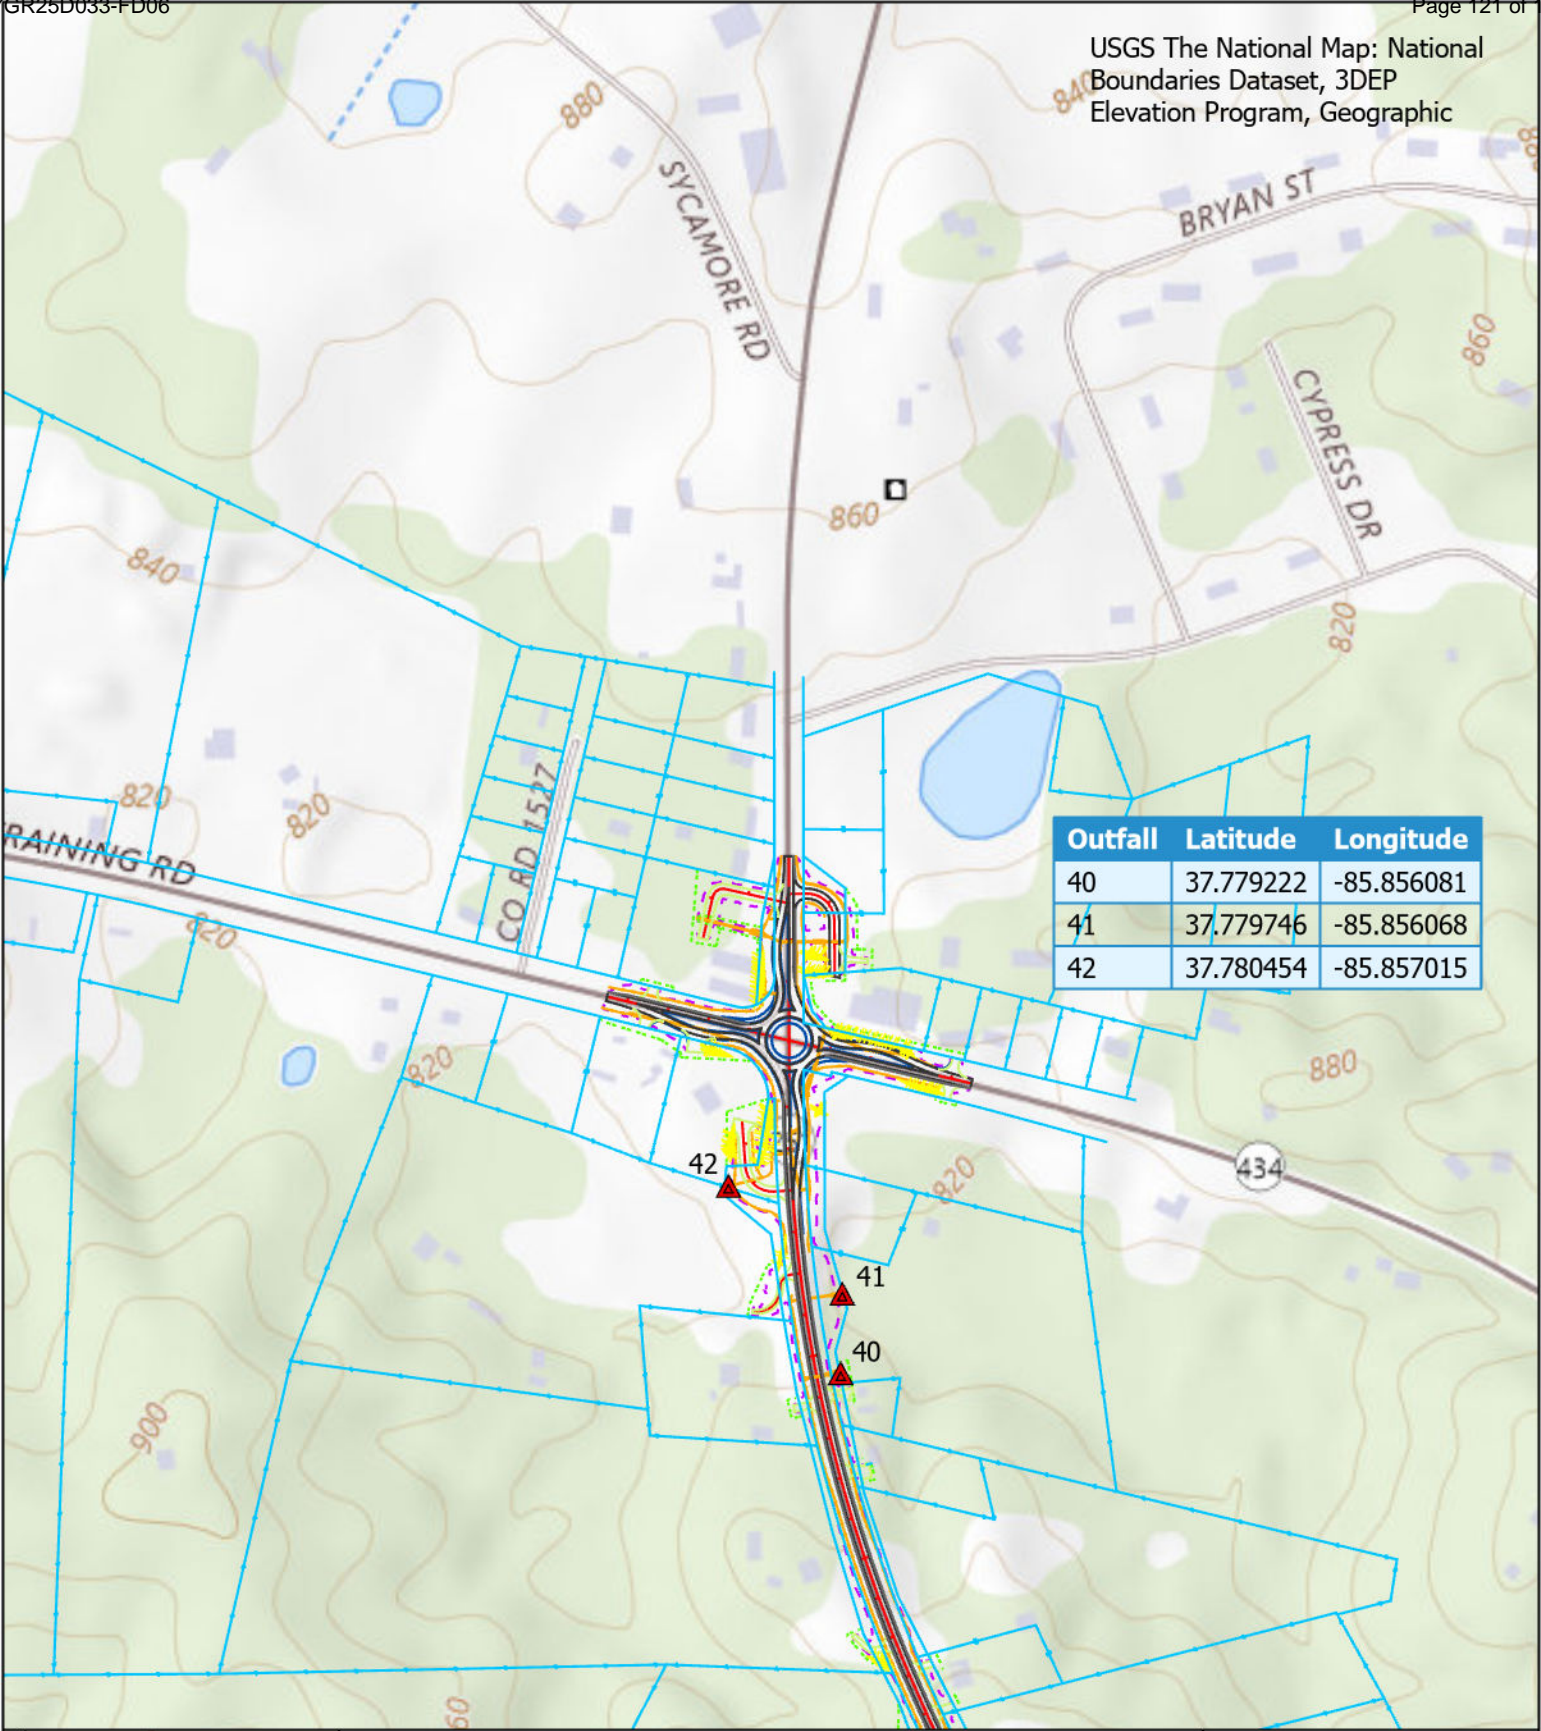 GR25D033-FD06
Page 121 of 1
USGS The National Map: National
Boundaries Dataset, 3DEP
Elevation Program, Geographic
880
840
SYCAMORE RD
BRYAN ST
860
CYPRESS DR
860
840
820
820
820
CO RD 1527
RAINING RD
820
Outfall Latitude Longitude
40 37.779222 -85.856081
41 37.779746 -85.856068
42 37.780454 -85.857015
820
880
42
820
434
41
40
900
60